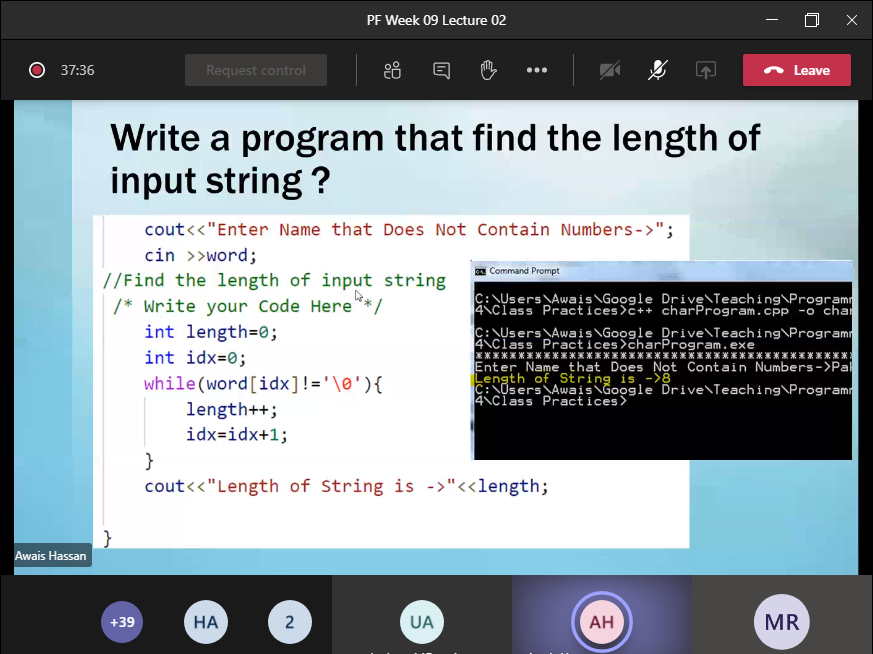 PF Week 09 Lecture 02
37:36
Request control
Leave
Write a program that find the length of
input string ?
cout<<"Enter Name that Does Not Contain Numbers->";
cin >>word;
//Find the length of input string
/* Write your Code Here */
int length=0;
int idx=0;
while(word[idx]!='\0'){
length++;
idx=idx+1;
}
cout<<"Length of String is ->"<<length;
}
Command Prompt
C:\Users\Awais\Google Drive\Teaching\Programm
4\Class Practices>c++ charProgram.cpp -o cha
C:\Users\Awais\Google Drive\Teaching\Programm
4\Class Practices>charProgram.exe
*********************************************
Enter Name that Does Not Contain Numbers->Pak
Length of String is ->8
C:\Users\Awais\Google Drive\Teaching\Programm
4\Class Practices>
Awais Hassan
+39
HA
2
UA
AH
MR